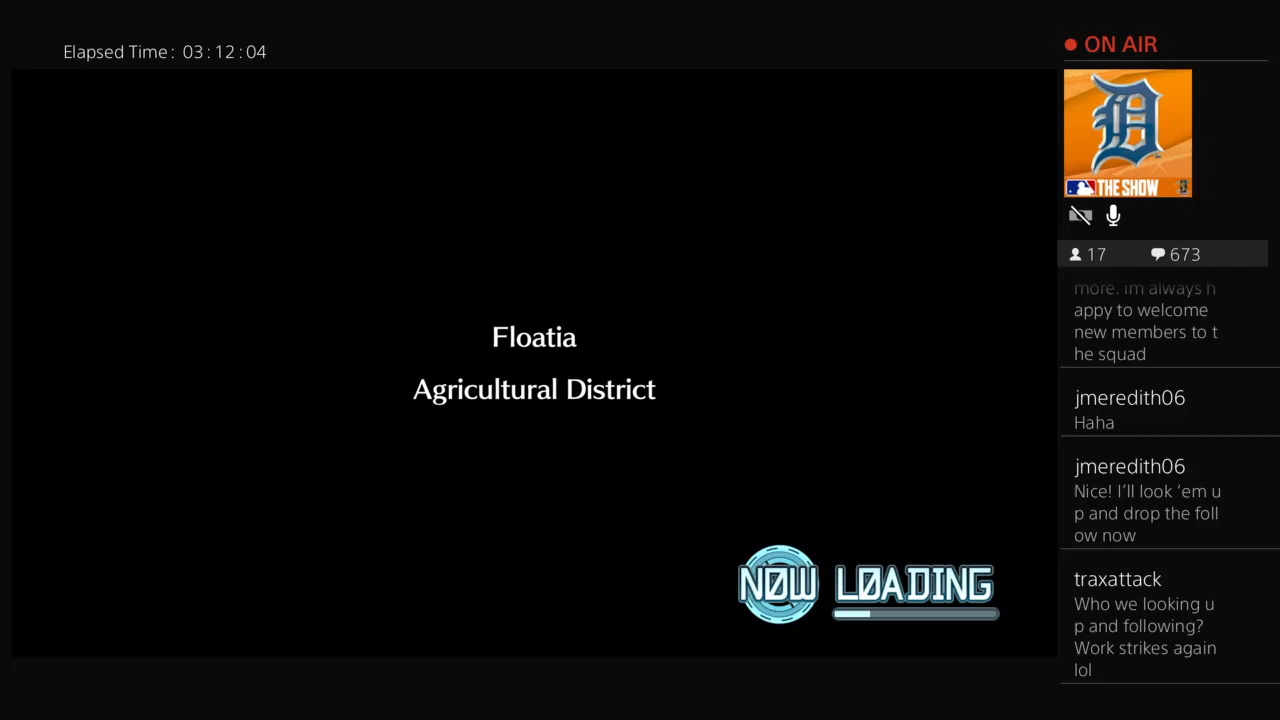 Elapsed Time: 03:12:04
ON AIR
D
MLB THE SHOW
17
673
more. Im always h
appy to welcome
new members to t
he squad
jmeredith06
Haha
jmeredith06
Nice! I’ll look ‘em u
p and drop the foll
ow now
traxattack
Who we looking u
p and following?
Work strikes again
lol
Floatia
Agricultural District
NOW LOADING